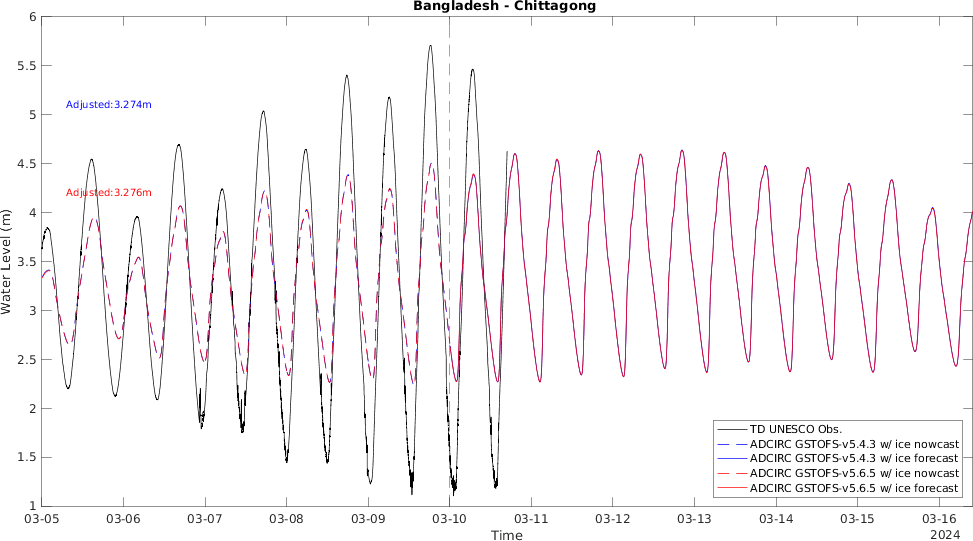 Bangladesh - Chittagong
6
5.5
5
4.5
4
3.5
3
2.5
2
1.5
1
Water Level (m)
Adjusted:3.274m
Adjusted:3.276m
TD UNESCO Obs.
ADCIRC GSTOFS-v5.4.3 w/ ice nowcast
ADCIRC GSTOFS-v5.4.3 w/ ice forecast
ADCIRC GSTOFS-v5.6.5 w/ ice nowcast
ADCIRC GSTOFS-v5.6.5 w/ ice forecast
03-05 03-06 03-07 03-08 03-09 03-10 03-11 03-12 03-13 03-14 03-15 03-16
Time
2024